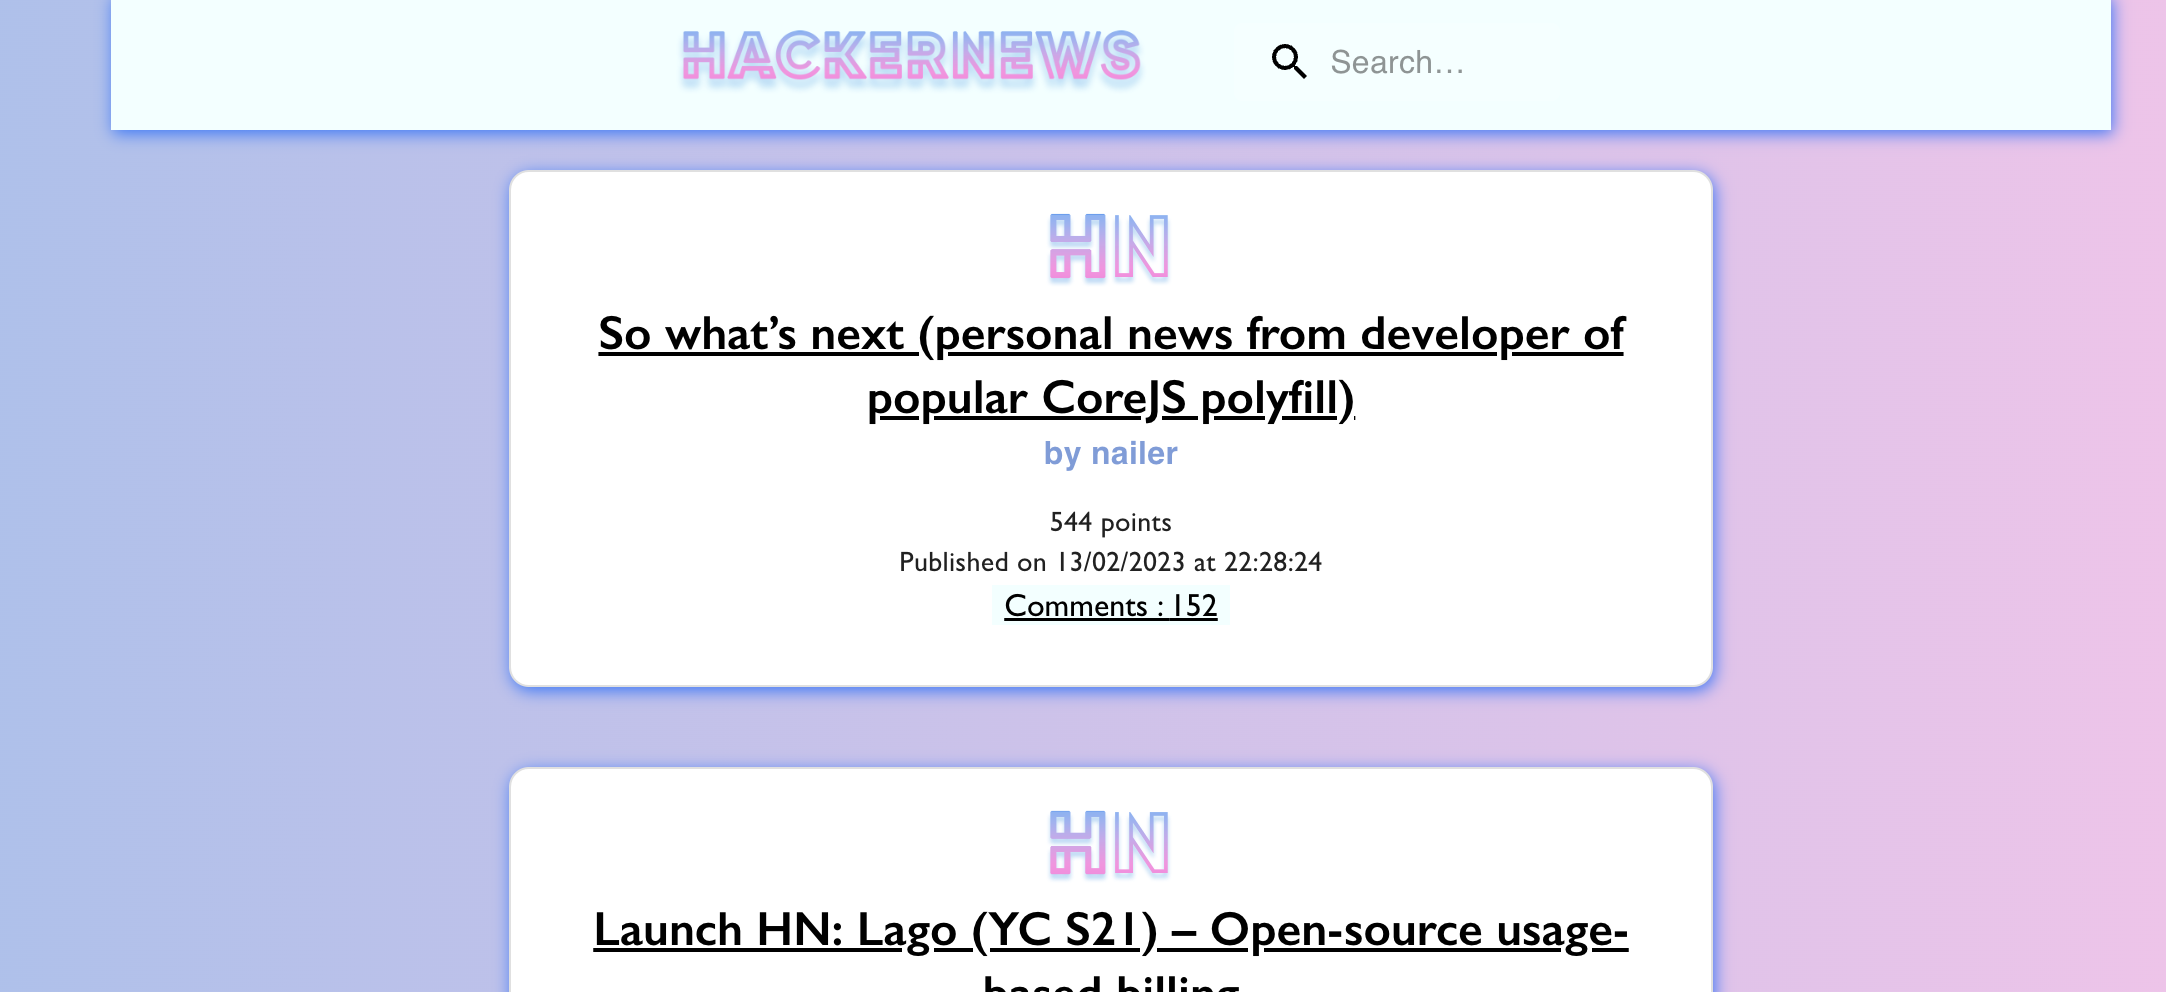 HACKERNEWS
Search...
HN
So what’s next (personal news from developer of
popular CoreJS polyfill)
by nailer
544 points
Published on 13/02/2023 at 22:28:24
Comments : 152
HN
Launch HN: Lago (YC S21) – Open-source usage-
based billing